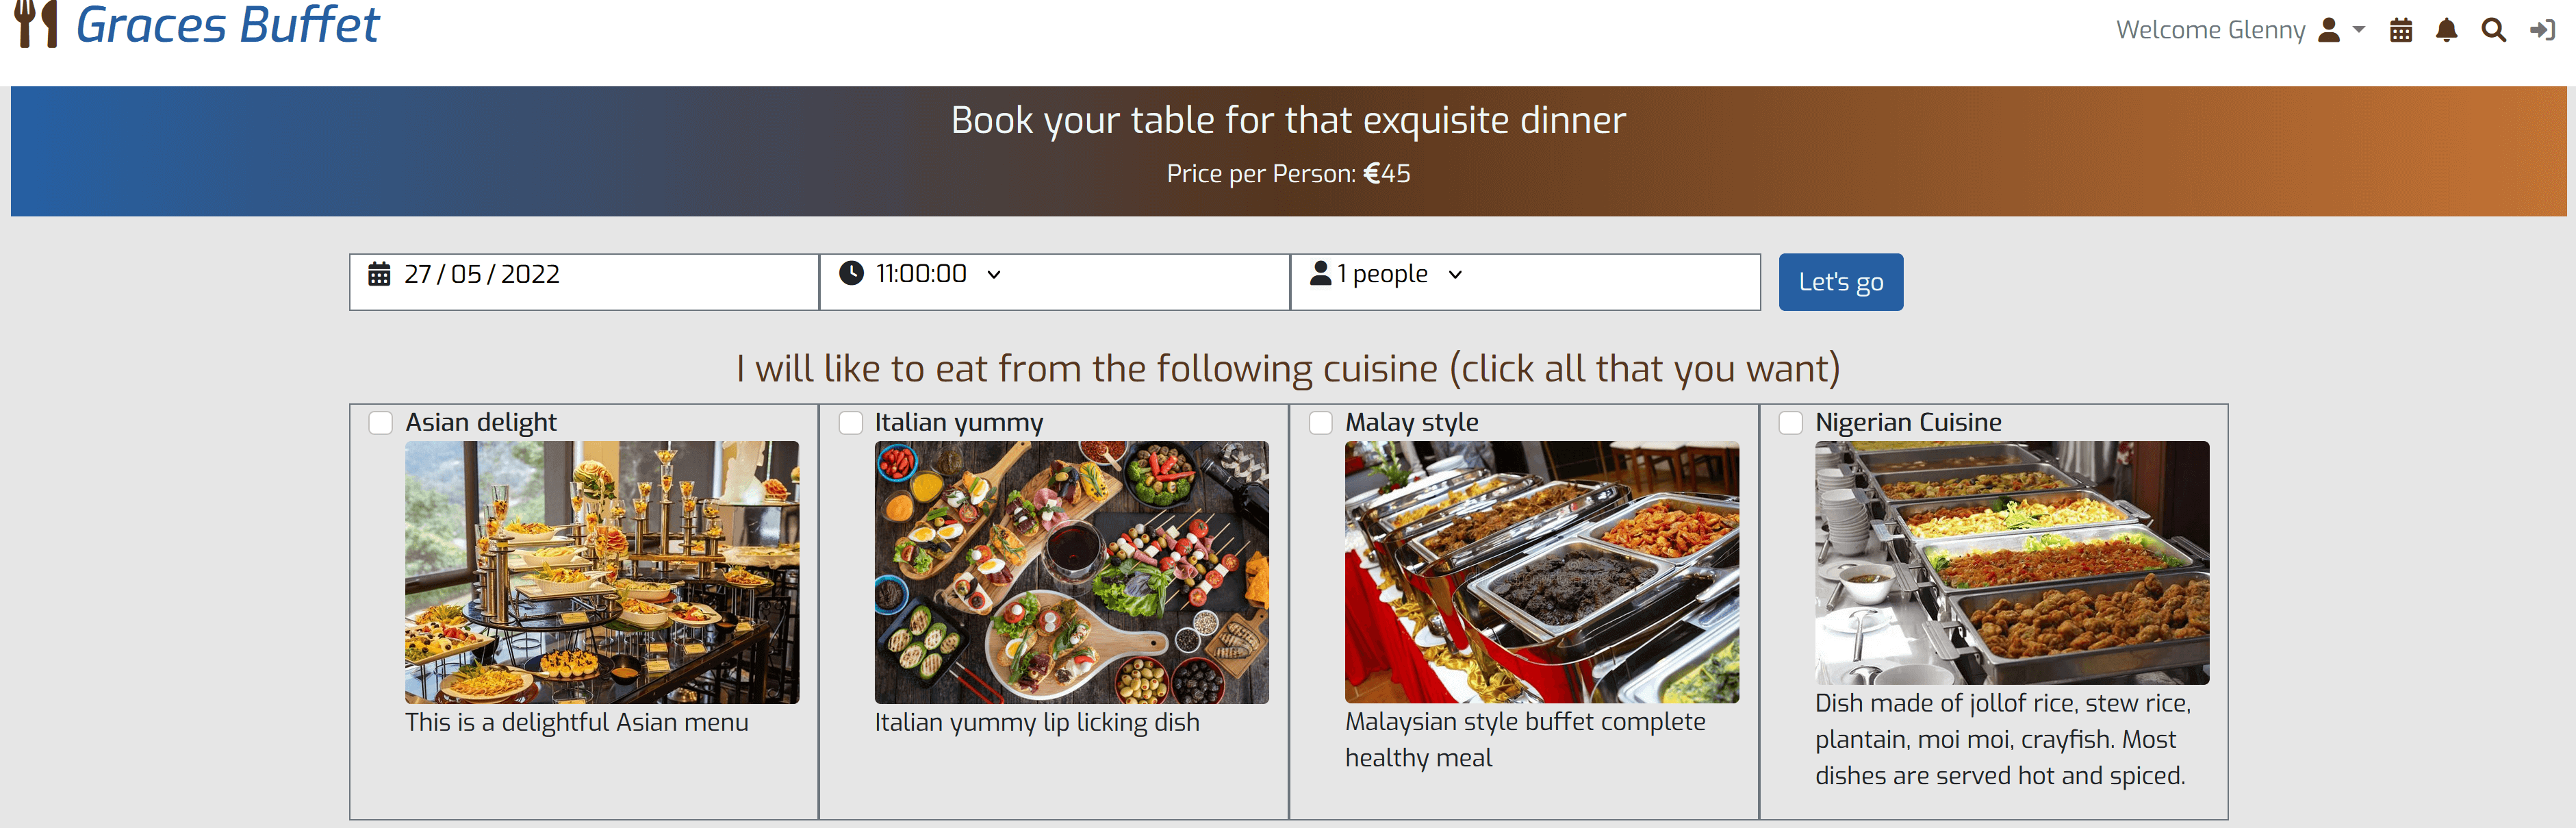 Graces Buffet
Welcome Glenny
Book your table for that exquisite dinner
Price per Person: €45
27/05/2022
11:00:00
1 people
Let's go
I will like to eat from the following cuisine (click all that you want)
Asian delight
This is a delightful Asian menu
Italian yummy
Italian yummy lip licking dish
Malay style
Malaysian style buffet complete
healthy meal
Nigerian Cuisine
Dish made of jollof rice, stew rice,
plantain, moi moi, crayfish. Most
dishes are served hot and spiced.